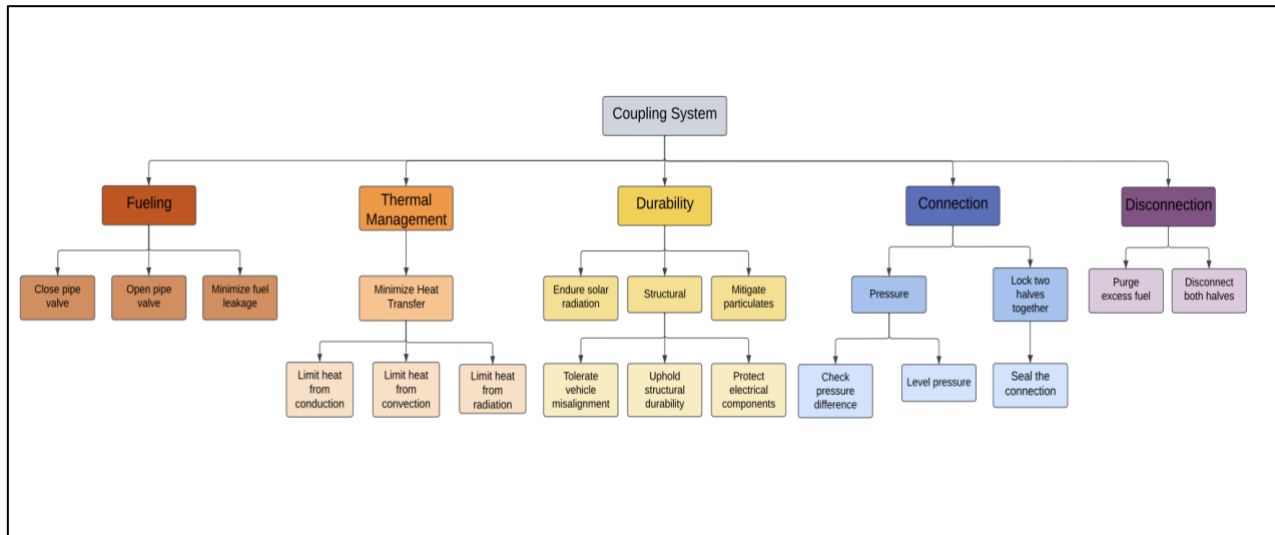 Coupling System
Fueling
Thermal
Management
Durability
Connection
Disconnection
Close pipe
valve
Open pipe
valve
Minimize fuel
leakage
Minimize Heat
Transfer
Endure solar
radiation
Structural
Mitigate
particulates
Pressure
Lock two
halves
together
Purge
excess fuel
Disconnect
both halves
Limit heat
from
conduction
Limit heat
from
convection
Limit heat
from
radiation
Tolerate
vehicle
misalignment
Uphold
structural
durability
Protect
electrical
components
Check
pressure
difference
Level pressure
Seal the
connection